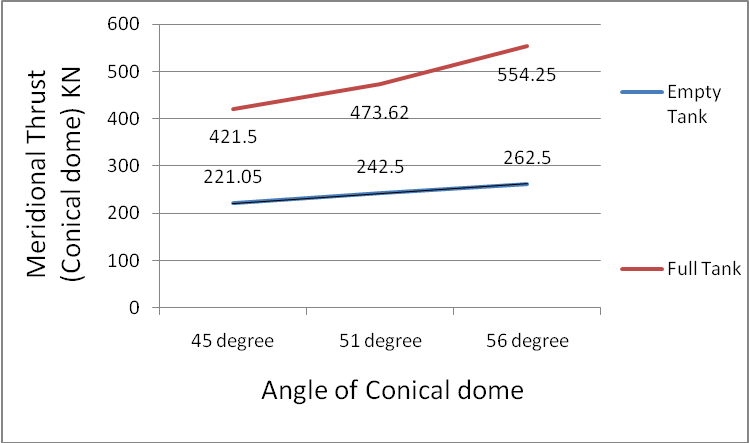 600
500
400
300
200
100
0
Meridional Thrust
(Conical dome) KN
421.5
473.62
554.25
221.05
242.5
262.5
45 degree
51 degree
56 degree
Angle of Conical dome
Empty
Tank
Full Tank